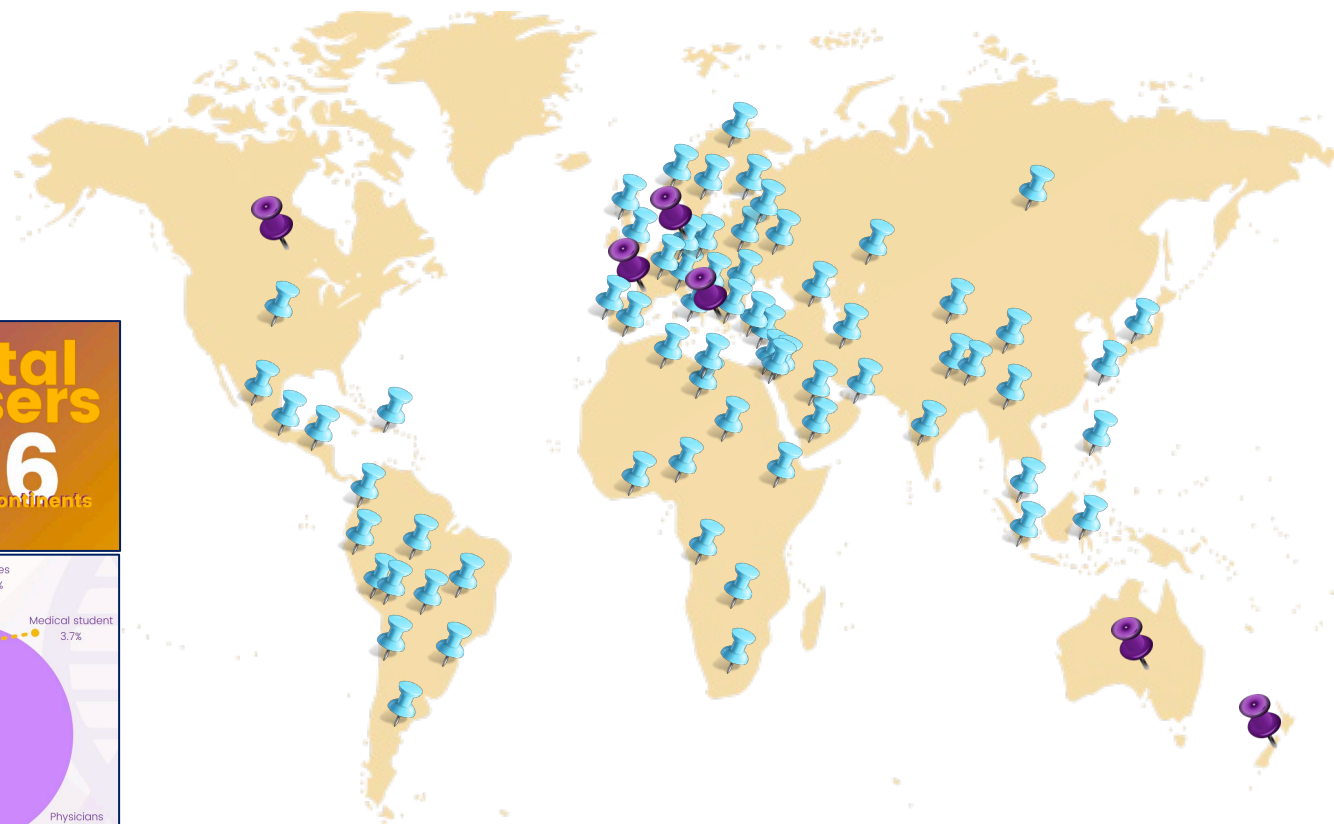 tal
sers
6
ontinents
es
%
Medical student
3.7%
Physicians